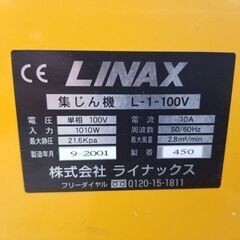 CE LINAX
集じん機 L-1-100V
電圧 単相 100V 電流 10A
入力 1010W 周波数 50/60Hz
最大静圧 21.6Kpa 最大風量 2.8m³/min
製造年月 9-2001 製番 450
株式会社 ライナックス
フリーダイヤル 0120-15-1811